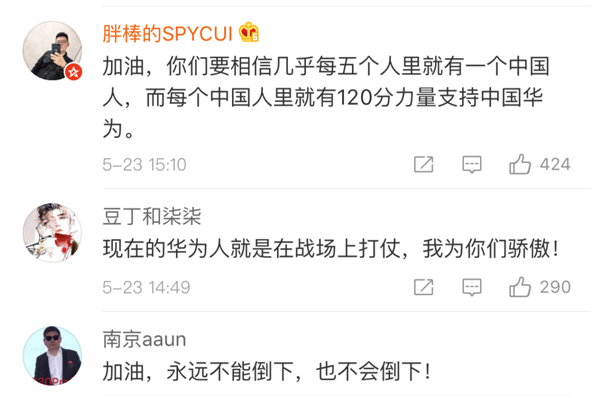 胖棒的SPYCUI
加油，你们要相信几乎每五个人里就有一个中国
人，而每个中国人里就有120分力量支持中国华
为。
5-23 15:10
424
豆丁和柒柒
现在的华为人就是在战场上打仗，我为你们骄傲！
5-23 14:49
290
南京aaun
加油，永远不能倒下，也不会倒下！